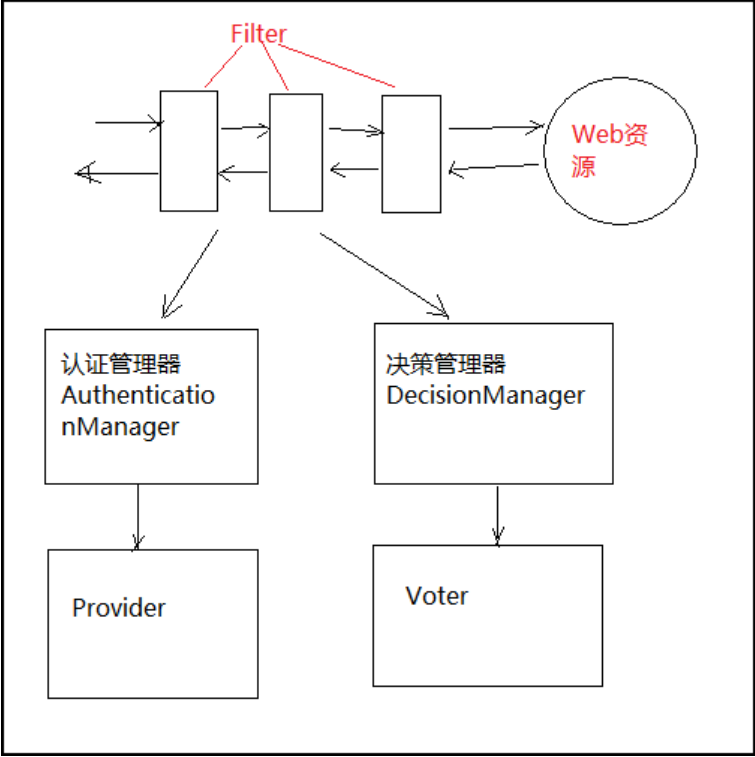 Filter
Web资
源
认证管理器
Authenticatio
nManager
决策管理器
DecisionManager
Provider
Voter